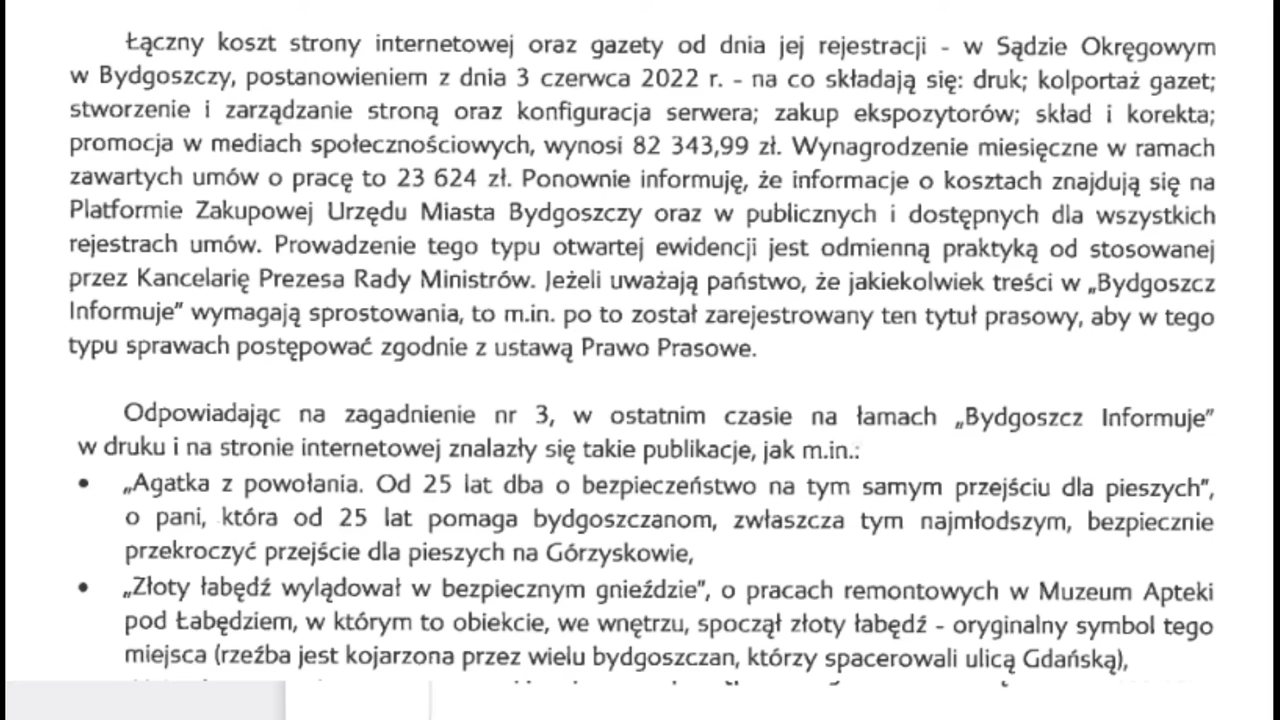 Łączny koszt strony internetowej oraz gazety od dnia jej rejestracji - w Sądzie Okręgowym
w Bydgoszczy, postanowieniem z dnia 3 czerwca 2022 r. - na co składają się: druk; kolportaż gazet;
stworzenie i zarządzanie stroną oraz konfiguracja serwera; zakup ekspozytorów; skład i korekta;
promocja w mediach społecznościowych, wynosi 82 343,99 zł. Wynagrodzenie miesięczne w ramach
zawartych umów o pracę to 23 624 zł. Ponownie informuję, że informacje o kosztach znajdują się na
Platformie Zakupowej Urzędu Miasta Bydgoszczy oraz w publicznych i dostępnych dla wszystkich
rejestrach umów. Prowadzenie tego typu otwartej ewidencji jest odmienną praktyką od stosowanej
przez Kancelarię Prezesa Rady Ministrów. Jeżeli uważają państwo, że jakiekolwiek treści w „Bydgoszcz
Informuje” wymagają sprostowania, to m.in. po to został zarejestrowany ten tytuł prasowy, aby w tego
typu sprawach postępować zgodnie z ustawą Prawo Prasowe.
Odpowiadając na zagadnienie nr 3, w ostatnim czasie na łamach „Bydgoszcz Informuje”
w druku i na stronie internetowej znalazły się takie publikacje, jak m.in.:
• „Agatka z powołania. Od 25 lat dba o bezpieczeństwo na tym samym przejściu dla pieszych”,
o pani, która od 25 lat pomaga bydgoszczanom, zwłaszcza tym najmłodszym, bezpiecznie
przekroczyć przejście dla pieszych na Górzyskowie,
• „Złoty łabędź wylądował w bezpiecznym gnieździe”, o pracach remontowych w Muzeum Apteki
pod Łabędziem, w którym to obiekcie, we wnętrzu, spoczął złoty łabędź - oryginalny symbol tego
miejsca (rzeźba jest kojarzona przez wielu bydgoszczan, którzy spacerowali ulicą Gdańską),